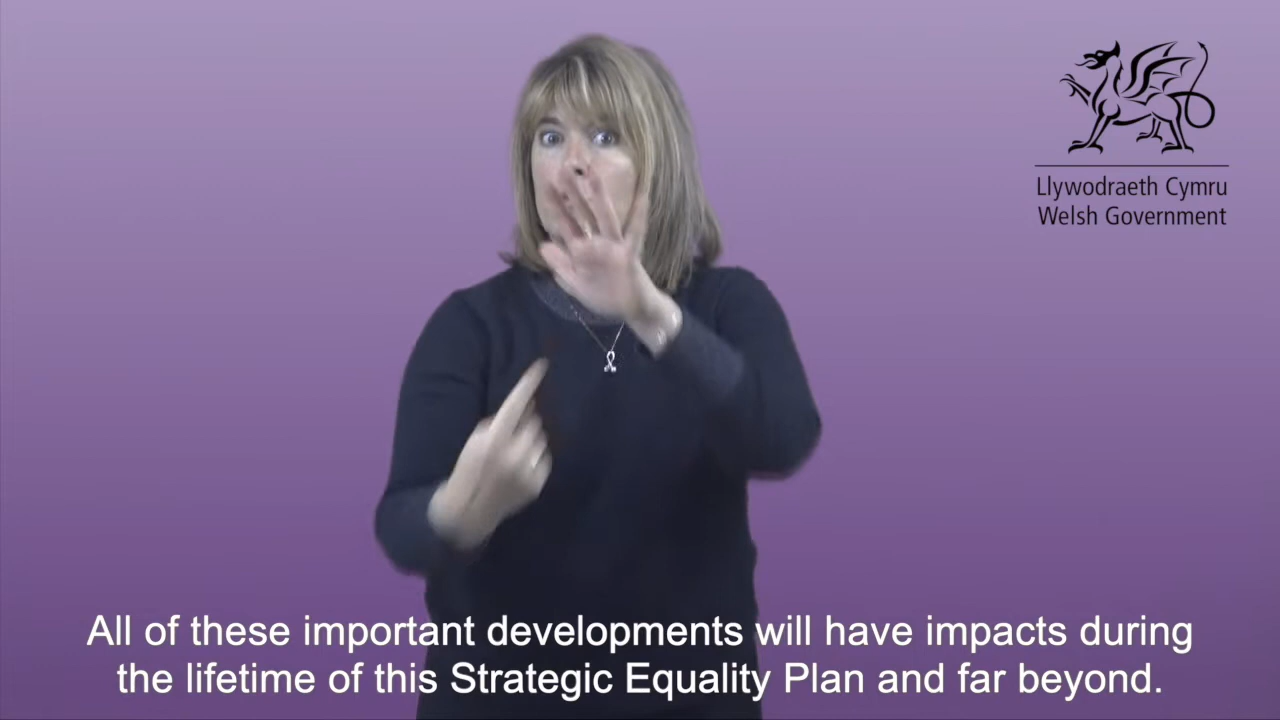 Llywodraeth Cymru
Welsh Government
All of these important developments will have impacts during
the lifetime of this Strategic Equality Plan and far beyond.